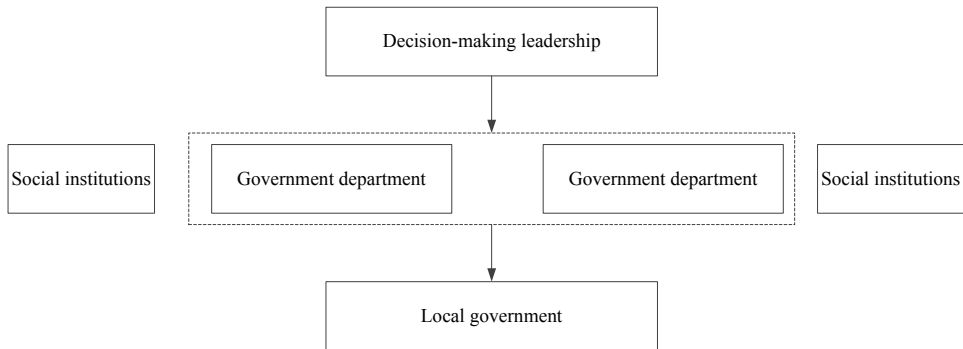 Decision-making leadership
Social institutions
Government department
Government department
Social institutions
Local government